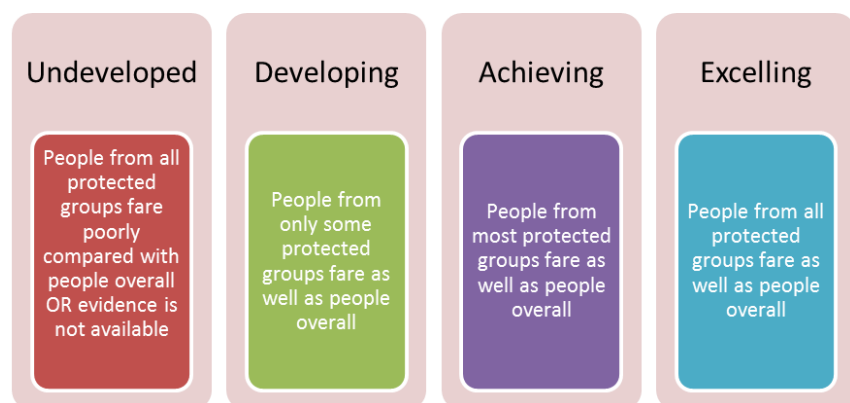 Undeveloped
People from all
protected
groups fare
poorly
compared with
people overall
OR evidence is
not available
Developing
People from
only some
protected
groups fare as
well as people
overall
Achieving
People from
most protected
groups fare as
well as people
overall
Excelling
People from all
protected
groups fare as
well as people
overall